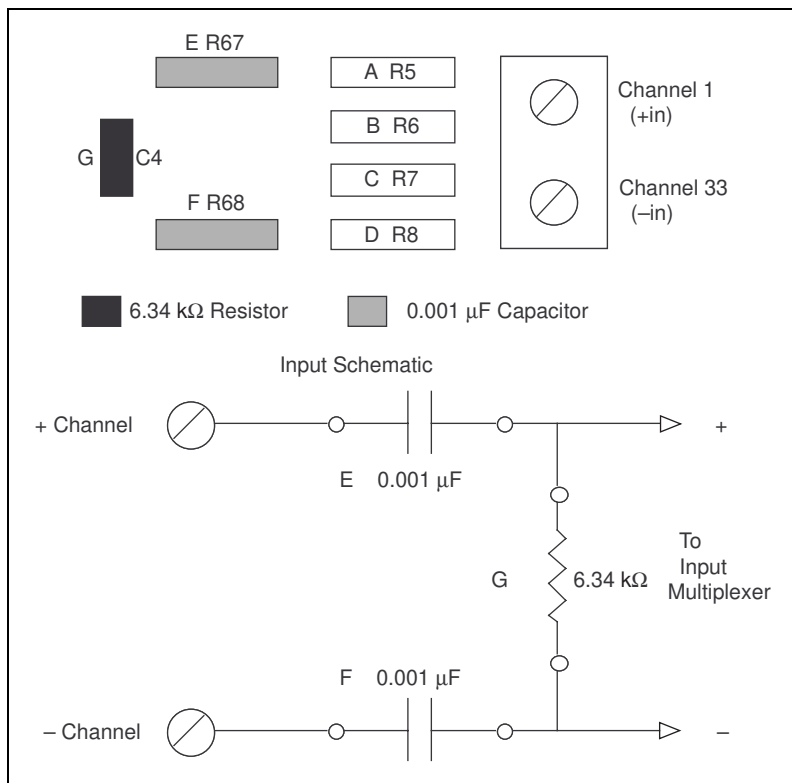 E R67
A R5
Channel 1
(+in)
B R6
G C4
C R7
Channel 33
(–in)
F R68
D R8
6.34 kΩ Resistor
0.001 µF Capacitor
Input Schematic
+ Channel
+
E 0.001 µF
To
Input
Multiplexer
G 6.34 kΩ
F 0.001 µF
– Channel
–